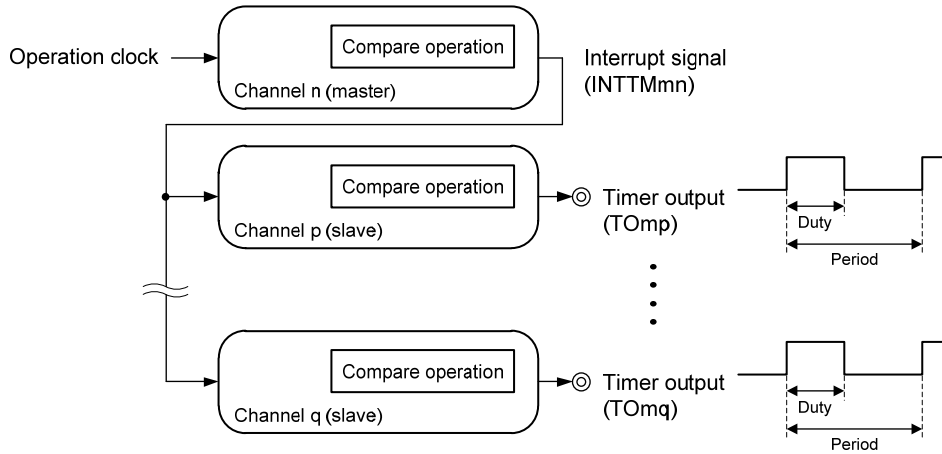 Compare operation
Operation clock
Channel n (master)
Interrupt signal
(INTTMmn)
Compare operation
Channel p (slave)
Timer output
(TOmp)
Duty
Period
Compare operation
Channel q (slave)
Timer output
(TOmq)
Duty
Period